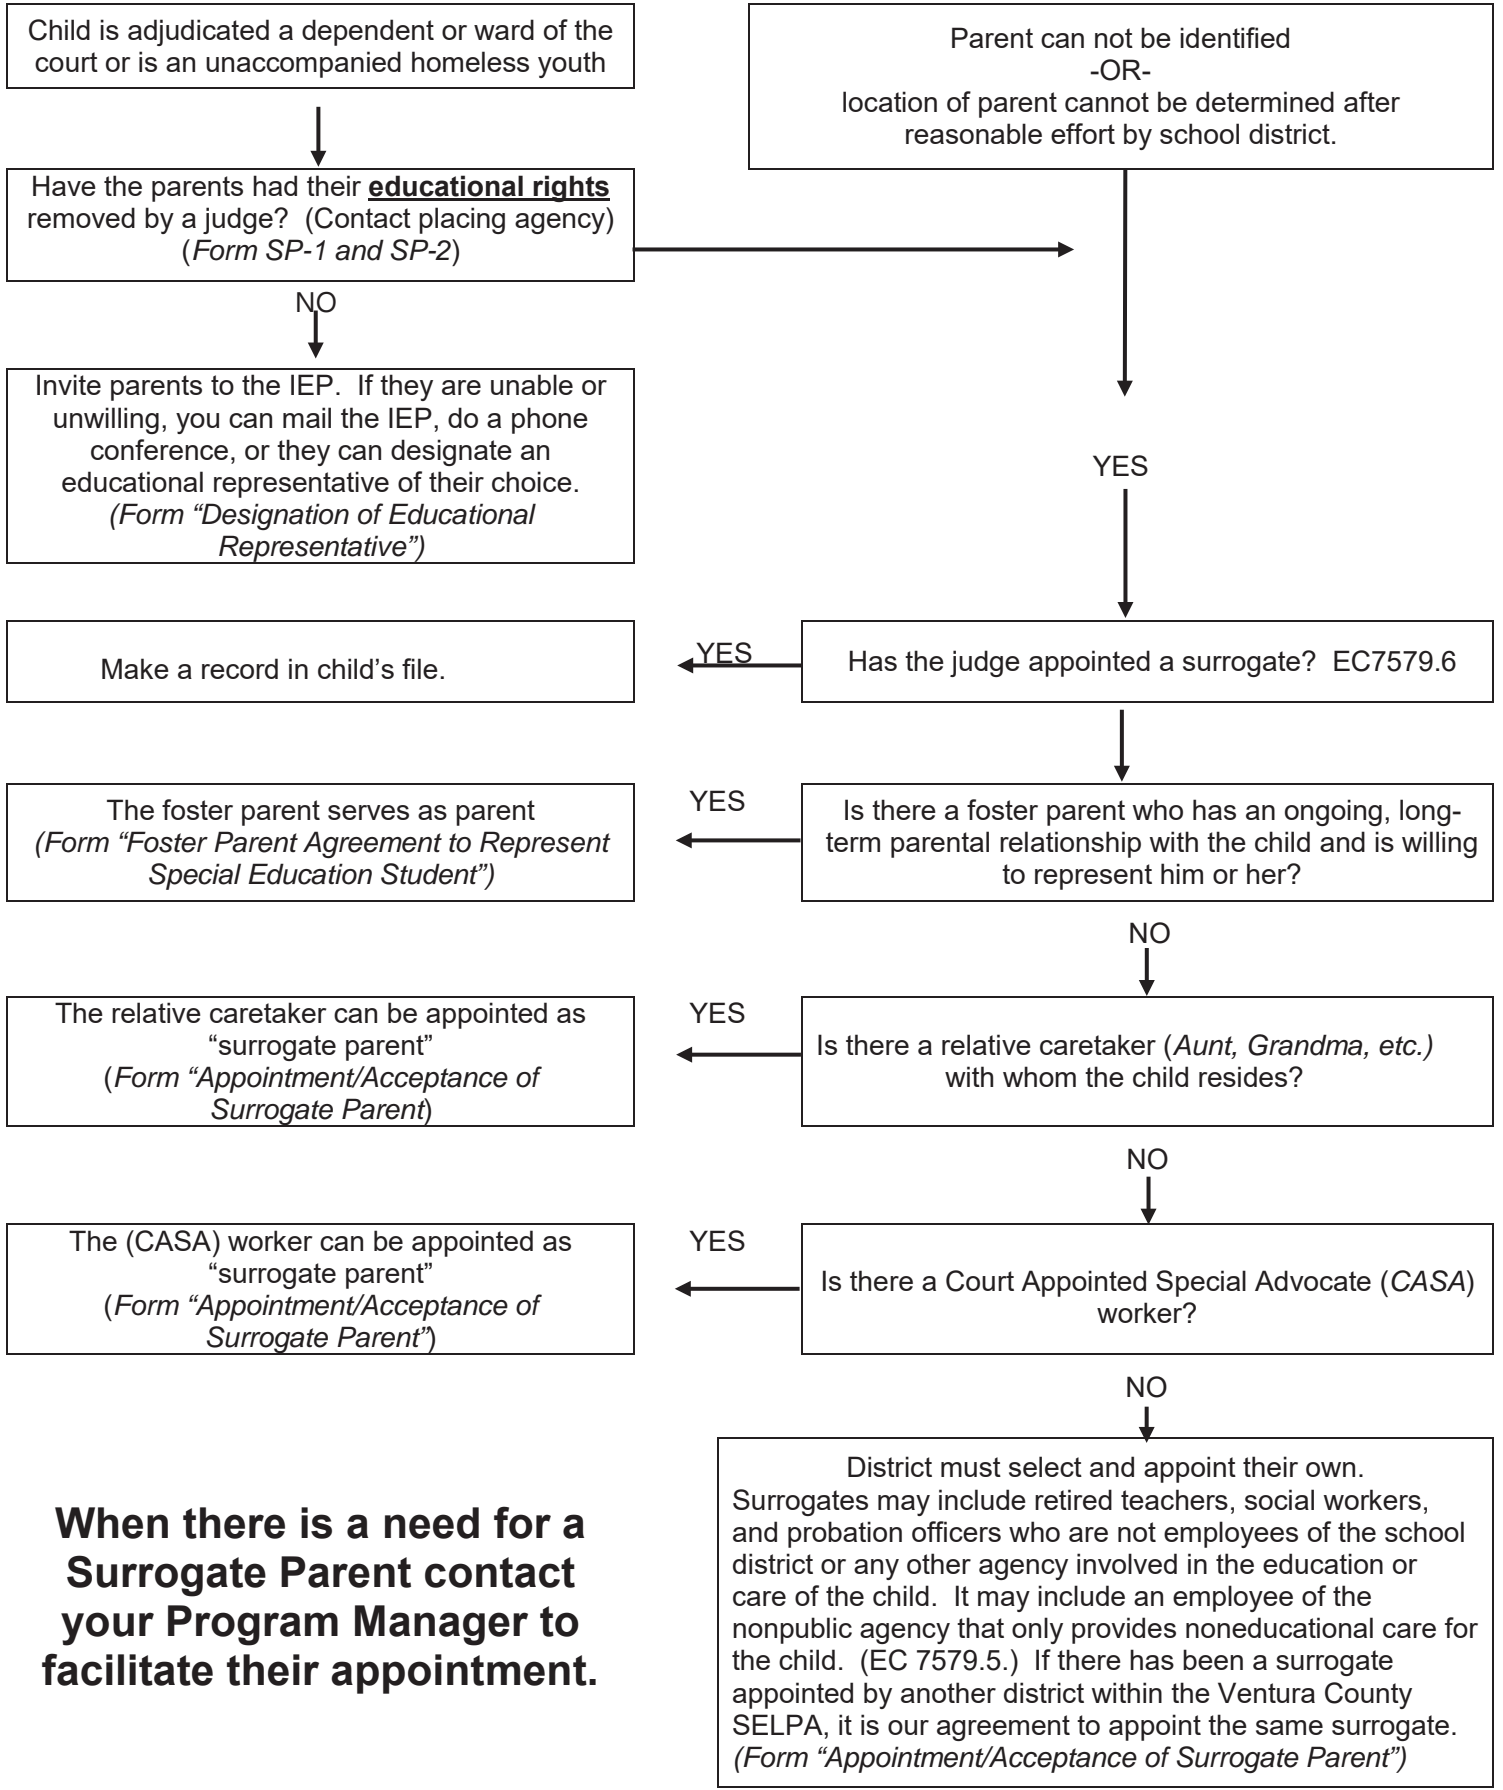 Child is adjudicated a dependent or ward of the
court or is an unaccompanied homeless youth
Parent can not be identified
-OR-
location of parent cannot be determined after
reasonable effort by school district.
Have the parents had their educational rights
removed by a judge?  (Contact placing agency)
(Form SP-1 and SP-2)
NO
Invite parents to the IEP.  If they are unable or
unwilling, you can mail the IEP, do a phone
conference, or they can designate an
educational representative of their choice.
(Form “Designation of Educational
Representative”)
YES
Has the judge appointed a surrogate?  EC7579.6
YES
Make a record in child’s file.
Is there a foster parent who has an ongoing, long-
term parental relationship with the child and is willing
to represent him or her?
YES
The foster parent serves as parent
(Form “Foster Parent Agreement to Represent
Special Education Student”)
NO
Is there a relative caretaker (Aunt, Grandma, etc.)
with whom the child resides?
YES
The relative caretaker can be appointed as
“surrogate parent”
(Form “Appointment/Acceptance of
Surrogate Parent)
NO
Is there a Court Appointed Special Advocate (CASA)
worker?
YES
The (CASA) worker can be appointed as
“surrogate parent”
(Form “Appointment/Acceptance of
Surrogate Parent”)
NO
District must select and appoint their own.
Surrogates may include retired teachers, social workers,
and probation officers who are not employees of the school
district or any other agency involved in the education or
care of the child.  It may include an employee of the
nonpublic agency that only provides noneducational care for
the child.  (EC 7579.5.)  If there has been a surrogate
appointed by another district within the Ventura County
SELPA, it is our agreement to appoint the same surrogate.
(Form “Appointment/Acceptance of Surrogate Parent”)
When there is a need for a
Surrogate Parent contact
your Program Manager to
facilitate their appointment.